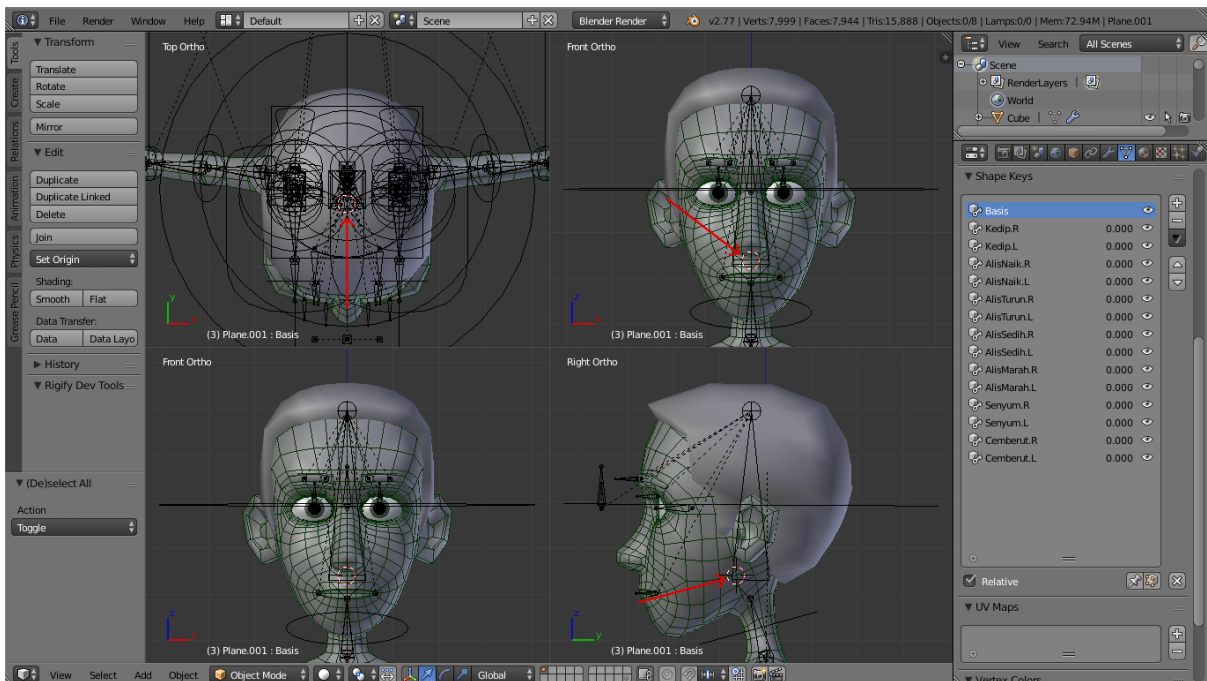 File Render Window Help Default Scene Blender Render v2.77 | Verts:7,999 | Faces:7,944 | Tris:15,888 | Objects:0/8 | Lamps:0/0 | Mem:72.94M | Plane.001
Tools
Create
Relations
Animation
Physics
Grease Pencil
Transform
Translate
Rotate
Scale
Mirror
Edit
Duplicate
Duplicate Linked
Delete
Join
Set Origin
Shading:
Smooth Flat
Data Transfer:
Data Data Layo
History
Rigify Dev Tools
(De)select All
Action
Toggle
Top Ortho
y
x
(3) Plane.001 : Basis
Front Ortho
z
x
(3) Plane.001 : Basis
Front Ortho
z
x
(3) Plane.001 : Basis
Right Ortho
z
y
(3) Plane.001 : Basis
View Select Add Object Object Mode Global
View Search All Scenes
Scene
RenderLayers |
World
Cube |
Shape Keys
Basis
Kedip.R 0.000
Kedip.L 0.000
AlisNaik.R 0.000
AlisNaik.L 0.000
AlisTurun.R 0.000
AlisTurun.L 0.000
AlisSedih.R 0.000
AlisSedih.L 0.000
AlisMarah.R 0.000
AlisMarah.L 0.000
Senyum.R 0.000
Senyum.L 0.000
Cemberut.R 0.000
Cemberut.L 0.000
Relative
UV Maps
Vertex Colors